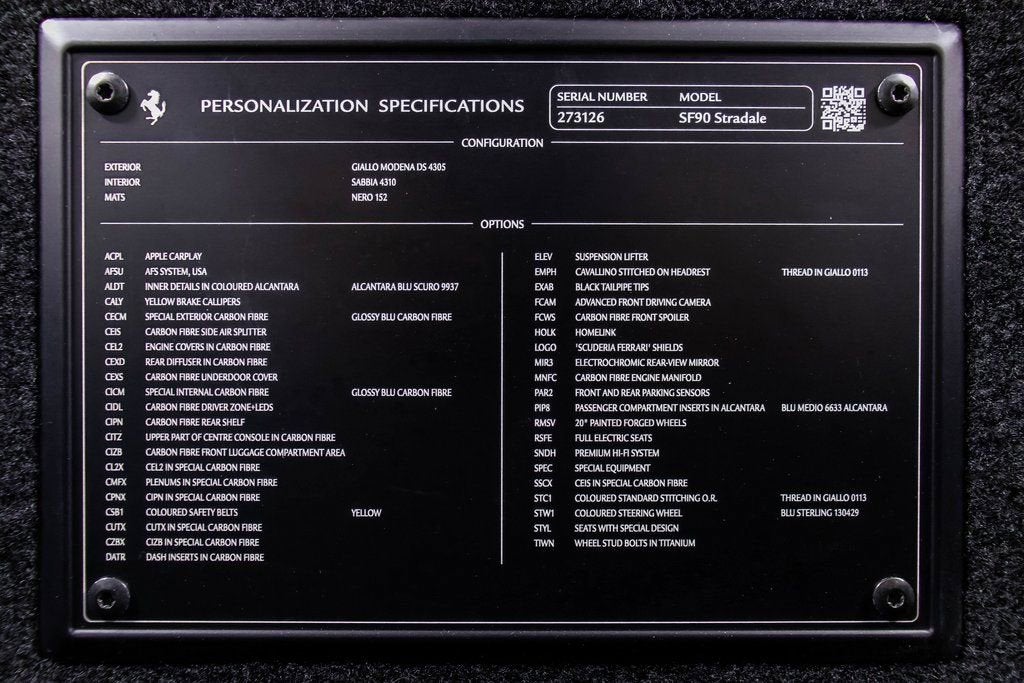 PERSONALIZATION SPECIFICATIONS
SERIAL NUMBER MODEL
273126 SF90 Stradale
CONFIGURATION
EXTERIOR GIALLO MODENA DS 4305
INTERIOR SABBIA 4310
MATS NERO 152
OPTIONS
ACPL APPLE CARPLAY
AFSU AFS SYSTEM, USA
ALDT INNER DETAILS IN COLOURED ALCANTARA ALCANTARA BLU SCURO 9937
CALY YELLOW BRAKE CALLIPERS
CECM SPECIAL EXTERIOR CARBON FIBRE GLOSSY BLU CARBON FIBRE
CEIS CARBON FIBRE SIDE AIR SPLITTER
CEL2 ENGINE COVERS IN CARBON FIBRE
CEXD REAR DIFFUSER IN CARBON FIBRE
CEXS CARBON FIBRE UNDERDOOR COVER
CICM SPECIAL INTERNAL CARBON FIBRE GLOSSY BLU CARBON FIBRE
CIDL CARBON FIBRE DRIVER ZONE+LEDS
CIPN CARBON FIBRE REAR SHELF
CITZ UPPER PART OF CENTRE CONSOLE IN CARBON FIBRE
CIZB CARBON FIBRE FRONT LUGGAGE COMPARTMENT AREA
CL2X CEL2 IN SPECIAL CARBON FIBRE
CMFX PLENUMS IN SPECIAL CARBON FIBRE
CPNX CIPN IN SPECIAL CARBON FIBRE
CSB1 COLOURED SAFETY BELTS YELLOW
CUTX CUTX IN SPECIAL CARBON FIBRE
CZBX CIZB IN SPECIAL CARBON FIBRE
DATR DASH INSERTS IN CARBON FIBRE
ELEV SUSPENSION LIFTER
EMPH CAVALLINO STITCHED ON HEADREST THREAD IN GIALLO 0113
EXAB BLACK TAILPIPE TIPS
FCAM ADVANCED FRONT DRIVING CAMERA
FCWS CARBON FIBRE FRONT SPOILER
HOLK HOMELINK
LOGO 'SCUDERIA FERRARI' SHIELDS
MIR3 ELECTROCHROMIC REAR-VIEW MIRROR
MNFC CARBON FIBRE ENGINE MANIFOLD
PAR2 FRONT AND REAR PARKING SENSORS
PIP8 PASSENGER COMPARTMENT INSERTS IN ALCANTARA BLU MEDIO 6633 ALCANTARA
RMSV 20" PAINTED FORGED WHEELS
RSFE FULL ELECTRIC SEATS
SNDH PREMIUM HI-FI SYSTEM
SPEC SPECIAL EQUIPMENT
SSCX CEIS IN SPECIAL CARBON FIBRE
STC1 COLOURED STANDARD STITCHING O.R. THREAD IN GIALLO 0113
STW1 COLOURED STEERING WHEEL BLU STERLING 130429
STYL SEATS WITH SPECIAL DESIGN
TIWN WHEEL STUD BOLTS IN TITANIUM